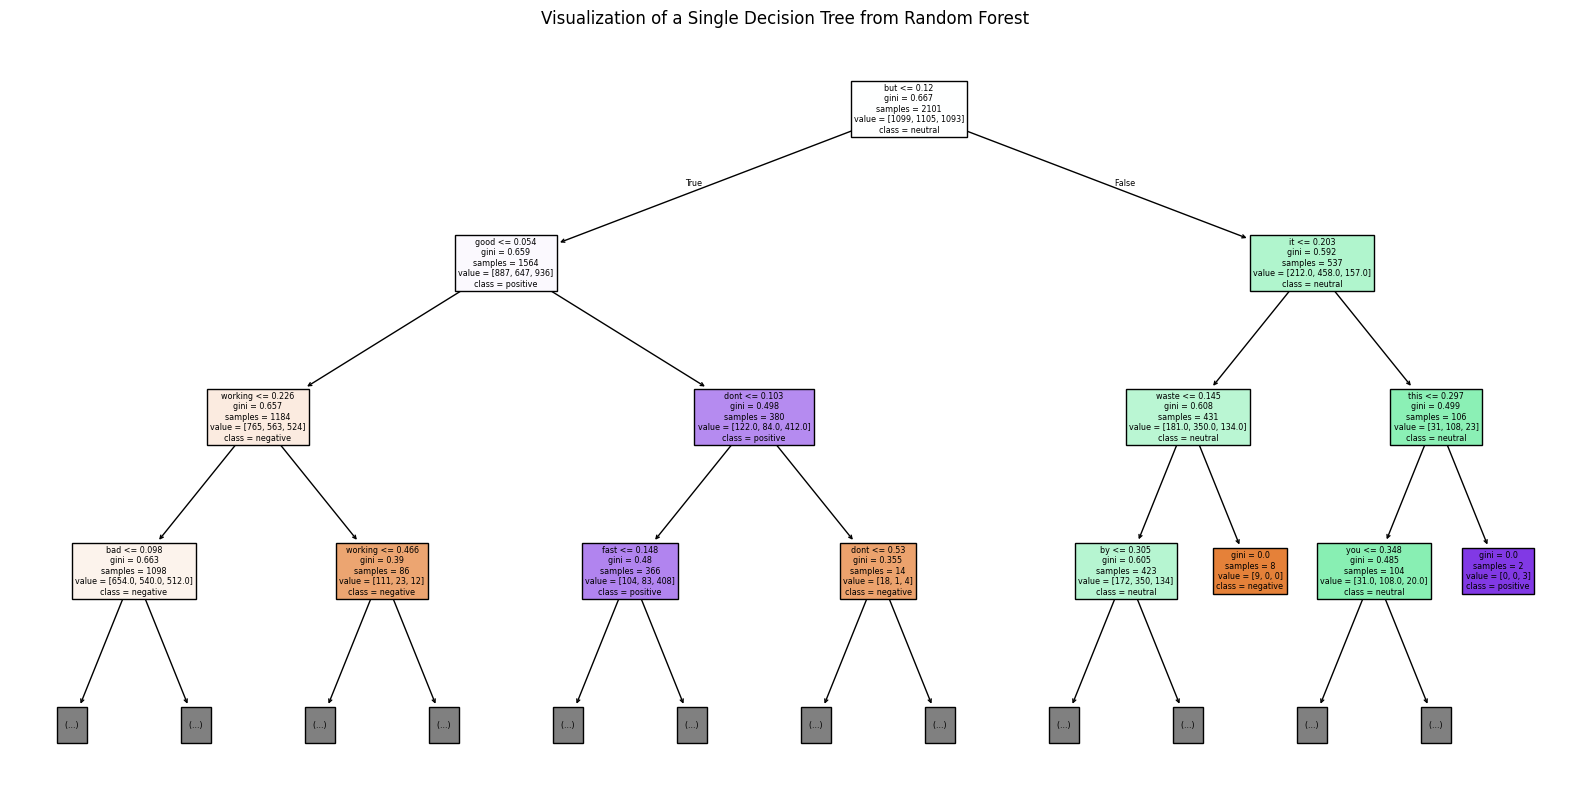 Visualization of a Single Decision Tree from Random Forest
but <= 0.12
gini = 0.667
samples = 2101
value = [1099, 1105, 1093]
class = neutral
True
False
good <= 0.054
gini = 0.659
samples = 1564
value = [887, 647, 936]
class = positive
it <= 0.203
gini = 0.592
samples = 537
value = [212.0, 458.0, 157.0]
class = neutral
working <= 0.226
gini = 0.657
samples = 1184
value = [765, 563, 524]
class = negative
dont <= 0.103
gini = 0.498
samples = 380
value = [122.0, 84.0, 412.0]
class = positive
waste <= 0.145
gini = 0.608
samples = 431
value = [181.0, 350.0, 134.0]
class = neutral
this <= 0.297
gini = 0.499
samples = 106
value = [31, 108, 23]
class = neutral
bad <= 0.098
gini = 0.663
samples = 1098
value = [654.0, 540.0, 512.0]
class = negative
working <= 0.466
gini = 0.39
samples = 86
value = [111, 23, 12]
class = negative
fast <= 0.148
gini = 0.48
samples = 366
value = [104, 83, 408]
class = positive
dont <= 0.53
gini = 0.355
samples = 14
value = [18, 1, 4]
class = negative
by <= 0.305
gini = 0.605
samples = 423
value = [172, 350, 134]
class = neutral
gini = 0.0
samples = 8
value = [9, 0, 0]
class = negative
you <= 0.348
gini = 0.485
samples = 104
value = [31.0, 108.0, 20.0]
class = neutral
gini = 0.0
samples = 2
value = [0, 0, 3]
class = positive
(...)
(...)
(...)
(...)
(...)
(...)
(...)
(...)
(...)
(...)
(...)
(...)